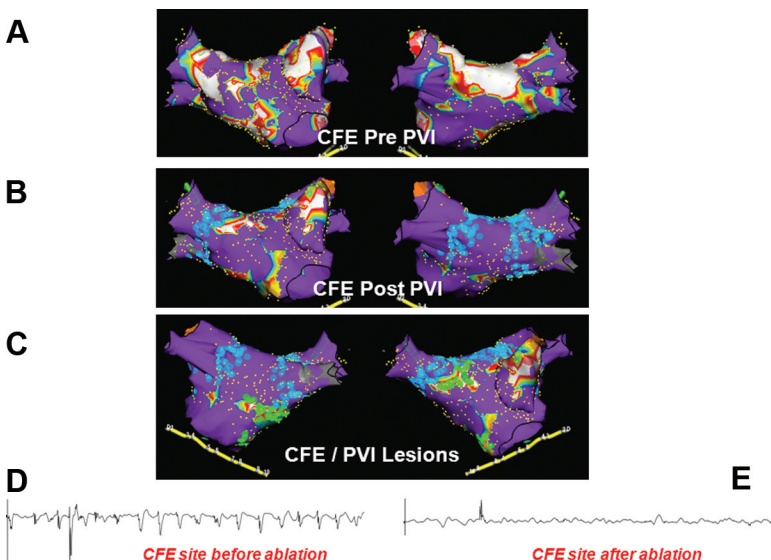 A
CFE Pre PVI
B
CFE Post PVI
C
CFE / PVI Lesions
D
E
CFE site before ablation
CFE site after ablation